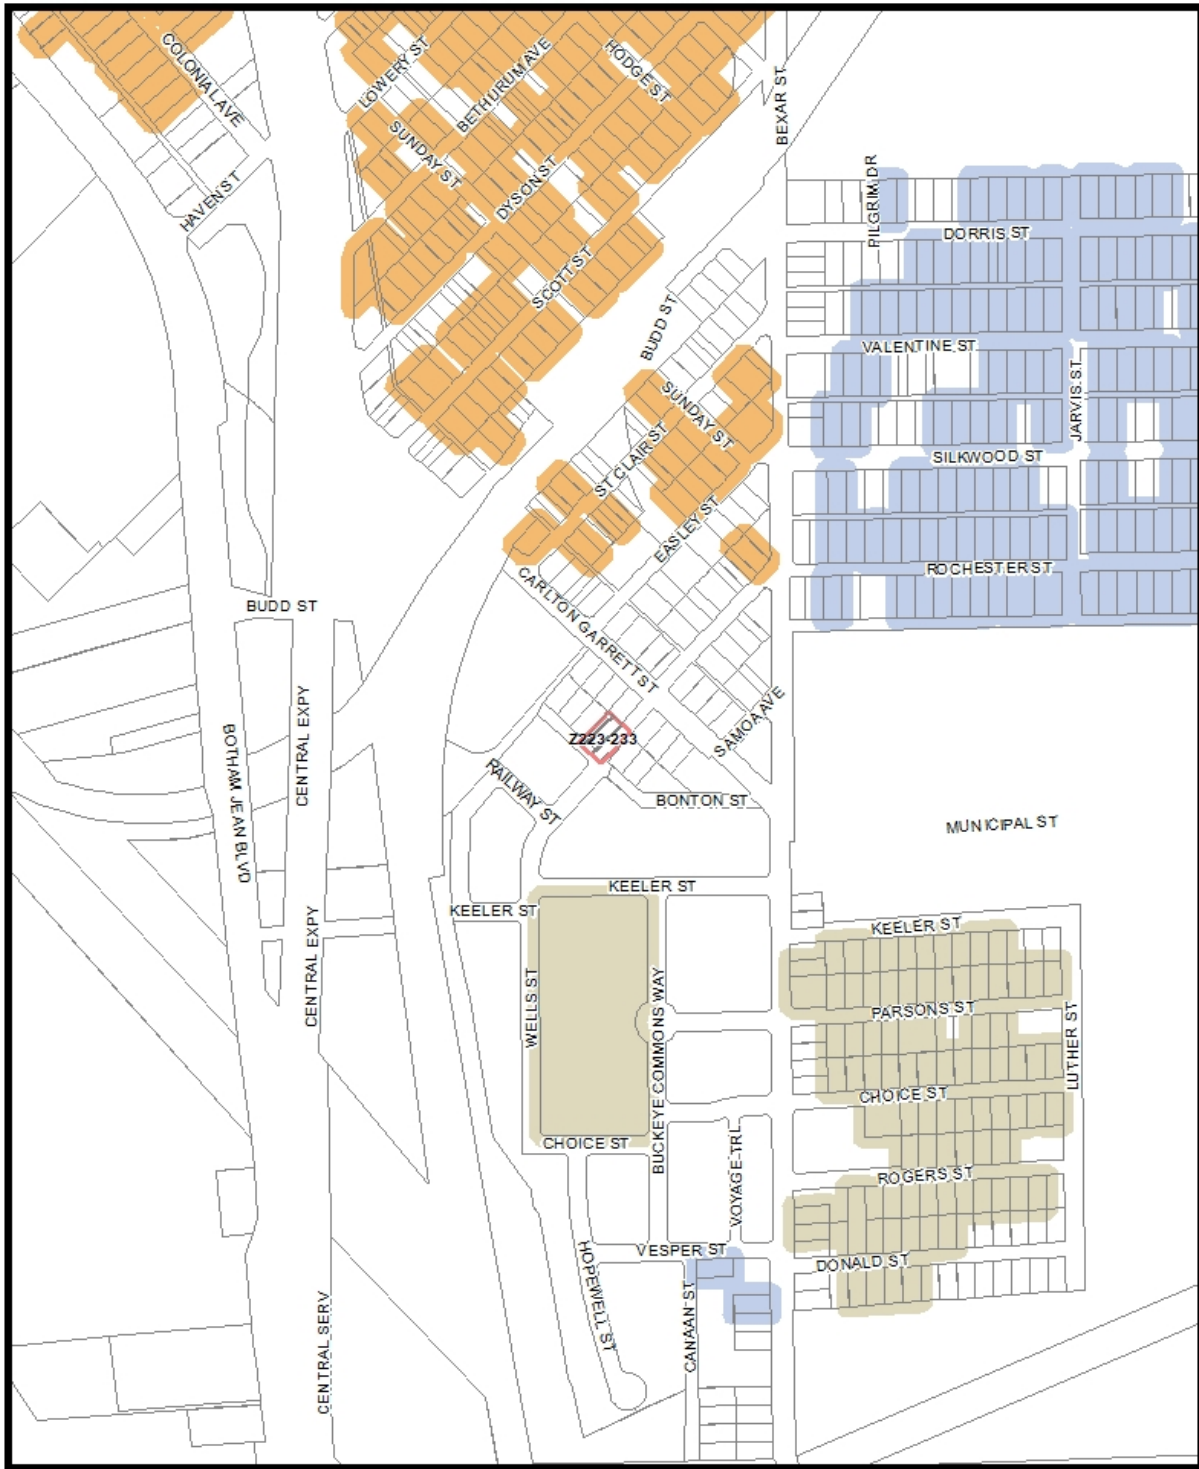 COLONIAL AVE
LOWERY ST
BETHURUM AVE
HODGE ST
BEXAR ST
SUNDAY ST
HAVEN ST
DYSON ST
PILGRIM DR
DORRIS ST
SCOTT ST
BUDD ST
VALENTINE ST
JARVIS ST
SUNDAY ST
ST CLAIR ST
SILKWOOD ST
EASLEY ST
ROCHESTER ST
CARLTON GARRETT ST
BUDD ST
CENTRAL EXPY
SAMOA AVE
Z223-233
BOTHAM JEAN BLVD
RAILWAY ST
BONTON ST
MUNICIPAL ST
KEELER ST
KEELER ST
KEELER ST
CENTRAL EXPY
WELLS ST
BUCKEYE COMMONS WAY
PARSONS ST
LUTHER ST
CHOICE ST
CHOICE ST
VOYAGE TRL
ROGERS ST
VESPER ST
DONALD ST
HOPEWELL ST
CANAAN ST
CENTRAL SERV